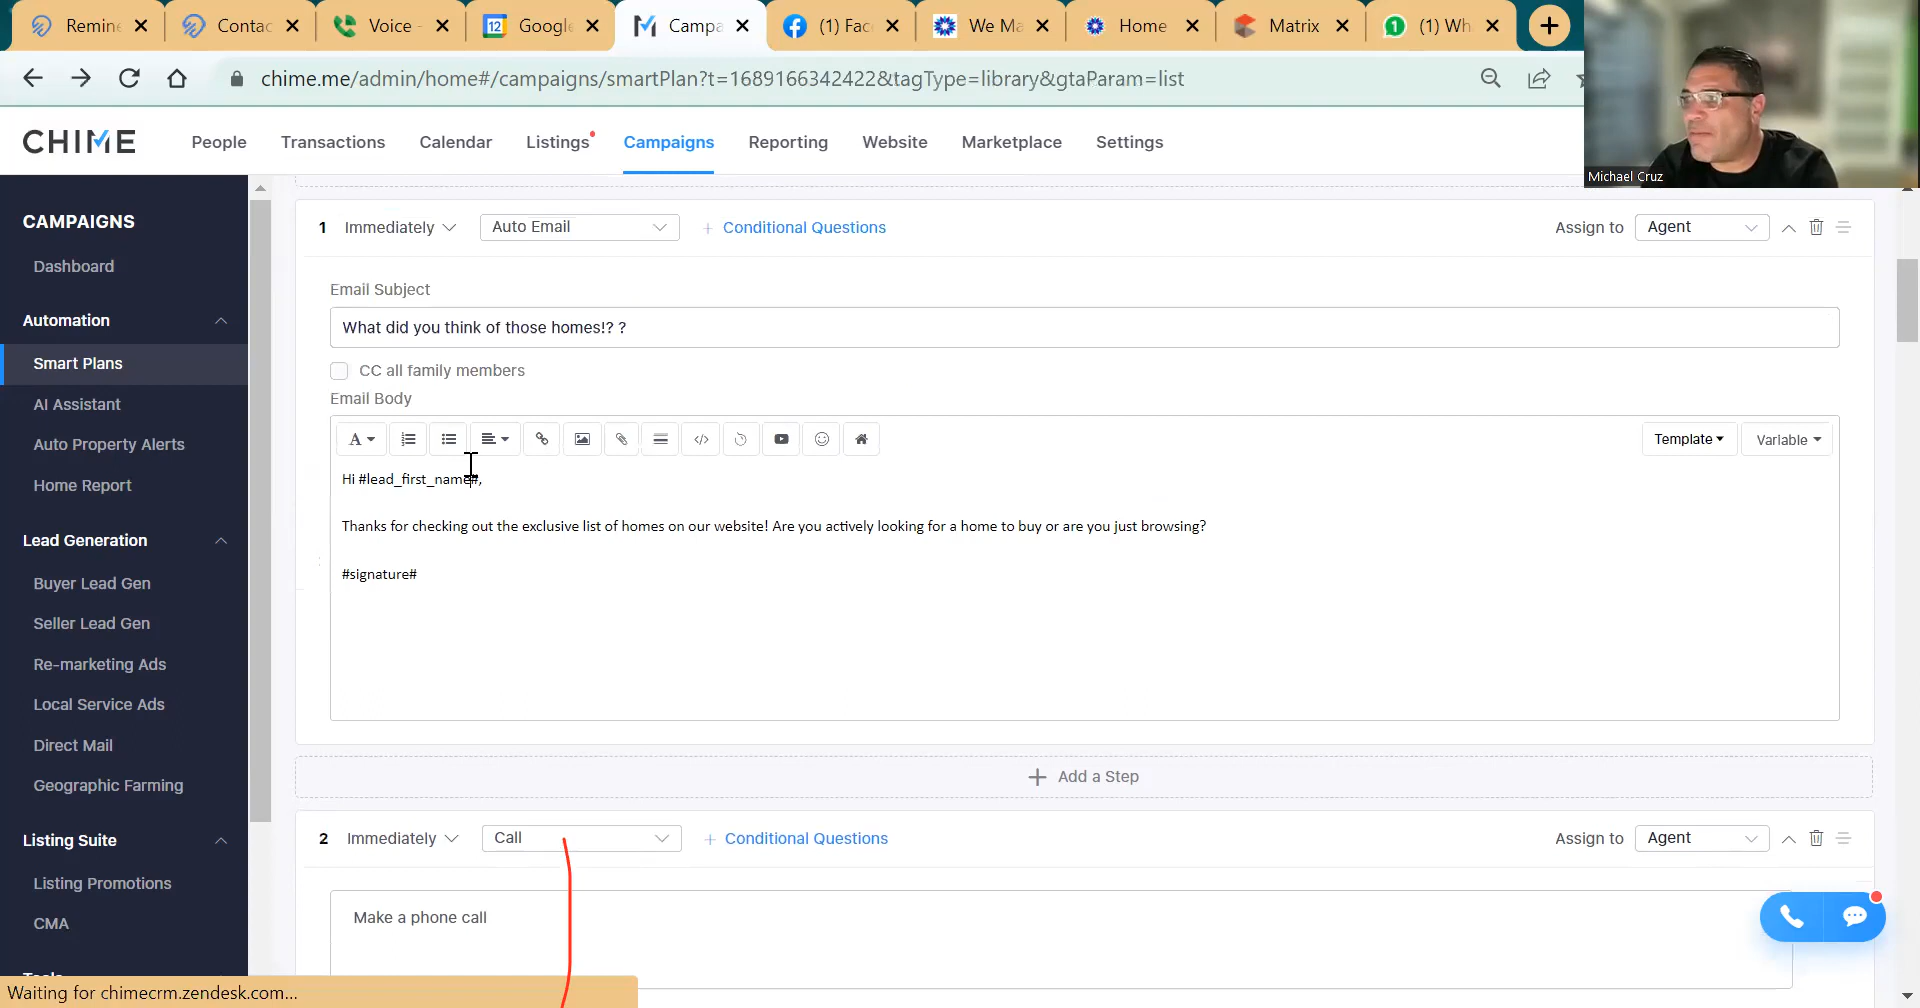 Remine
Contac
Voice -
12
Google
Campa
(1) Fac
We Ma
Home
Matrix
1
(1) Wh
chime.me/admin/home#/campaigns/smartPlan?t=1689166342422&tagType=library&gtaParam=list
CHIME
People
Transactions
Calendar
Listings
Campaigns
Reporting
Website
Marketplace
Settings
Michael Cruz
CAMPAIGNS
Dashboard
Automation
Smart Plans
AI Assistant
Auto Property Alerts
Home Report
Lead Generation
Buyer Lead Gen
Seller Lead Gen
Re-marketing Ads
Local Service Ads
Direct Mail
Geographic Farming
Listing Suite
Listing Promotions
CMA
Tools
1 Immediately Auto Email + Conditional Questions Assign to Agent
Email Subject
What did you think of those homes!? ?
CC all family members
Email Body
A
Template
Variable
Hi #lead_first_name#,
Thanks for checking out the exclusive list of homes on our website! Are you actively looking for a home to buy or are you just browsing?
#signature#
+ Add a Step
2 Immediately Call + Conditional Questions Assign to Agent
Make a phone call
Waiting for chimecrm.zendesk.com...